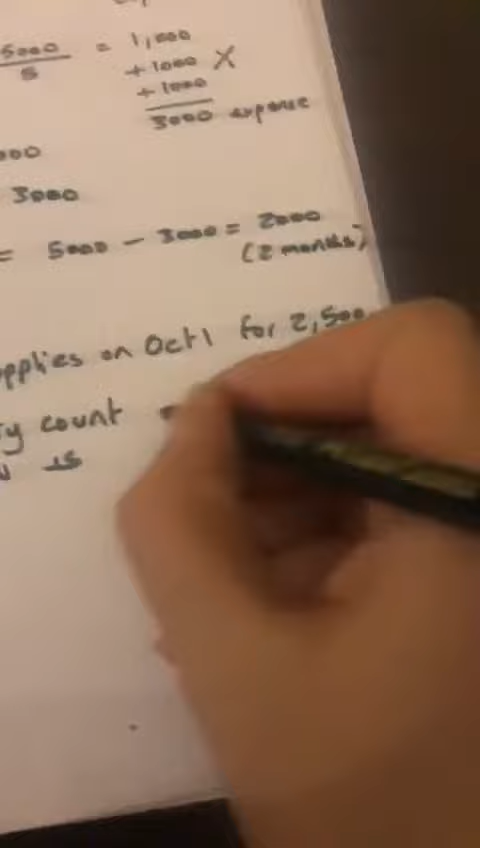 5000 = 1,000
5
+1000 X
+1000
3000 expense
000
3000
= 5000 - 3000 = 2000
(2 months)
pplies on Oct 1 for 2,500
y count
is